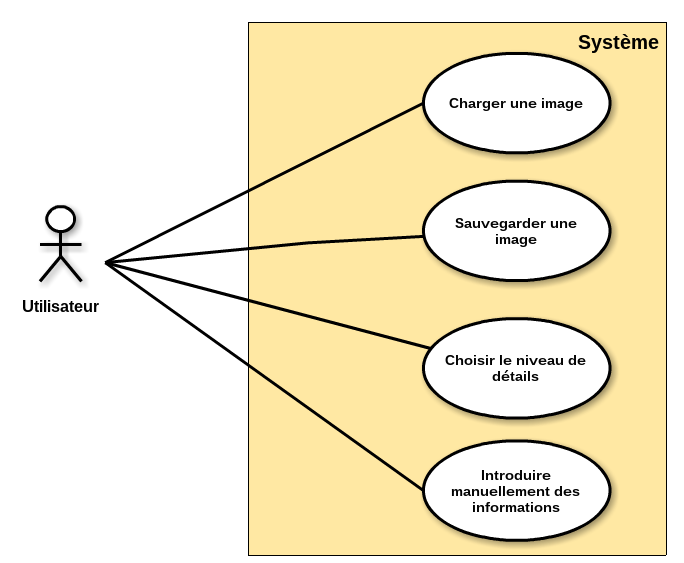 Système
Charger une image
Sauvegarder une
image
Utilisateur
Choisir le niveau de
détails
Introduire
manuellement des
informations